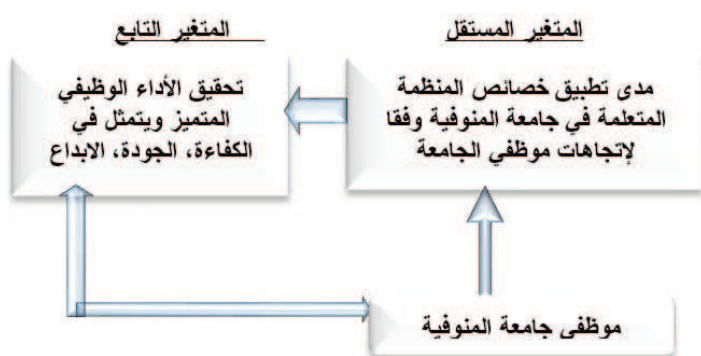 المتغير المستقل
المتغير التابع
مدى تطبيق خصائص المنظمة
المتعلمة في جامعة المنوفية وفقا
لإتجاهات موظفي الجامعة
تحقيق الأداء الوظيفي
المتميز ويتمثل في
الكفاءة، الجودة، الابداع
موظفى جامعة المنوفية